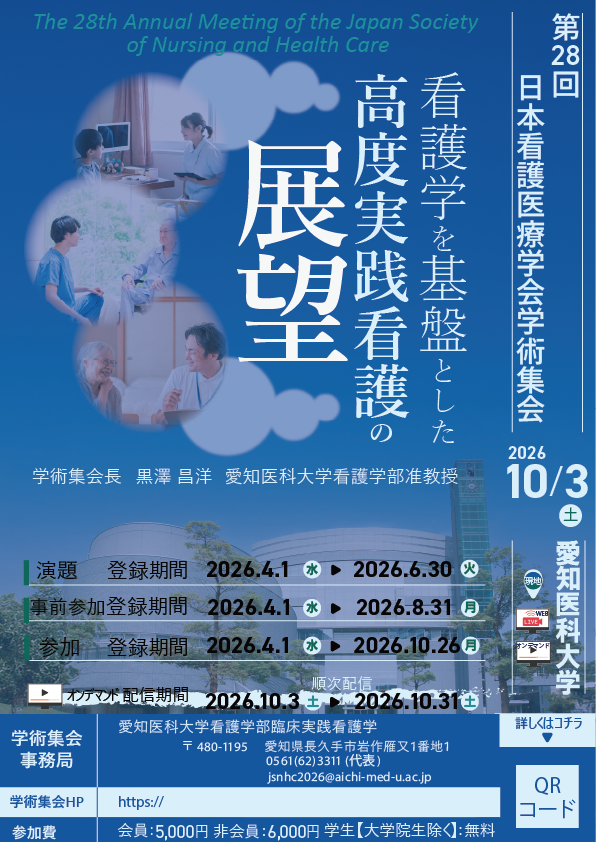 The 28th Annual Meeting of the Japan Society
of Nursing and Health Care
第28回
日本看護医療学会学術集会
看護学を基盤とした
高度実践看護の
展望
学術集会長 黒澤 昌洋 愛知医科大学看護学部准教授
2026
10/3
土
現地
WEB
LIVE
オンデマンド
愛知医科大学
演題 登録期間 2026.4.1 水 ▶ 2026.6.30 火
事前参加登録期間 2026.4.1 水 ▶ 2026.8.31 月
参加 登録期間 2026.4.1 水 ▶ 2026.10.26 月
順次配信
オンデマンド 配信期間 2026.10.3 土 ▶ 2026.10.31 土
学術集会
事務局
愛知医科大学看護学部臨床実践看護学
〒480-1195 愛知県長久手市岩作雁又1番地1
0561(62)3311 (代表)
jsnhc2026@aichi-med-u.ac.jp
詳しくはコチラ
▼
QR
コード
学術集会HP https://
参加費 会員:5,000円 非会員:6,000円 学生【大学院生除く】:無料